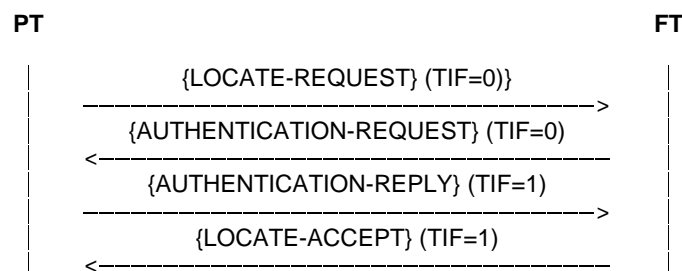 PT FT
{LOCATE-REQUEST} (TIF=0)}
{AUTHENTICATION-REQUEST} (TIF=0)
{AUTHENTICATION-REPLY} (TIF=1)
{LOCATE-ACCEPT} (TIF=1)